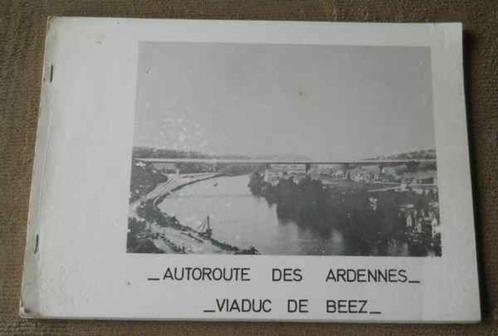 _AUTOROUTE DES ARDENNES_
_VIADUC DE BEEZ_